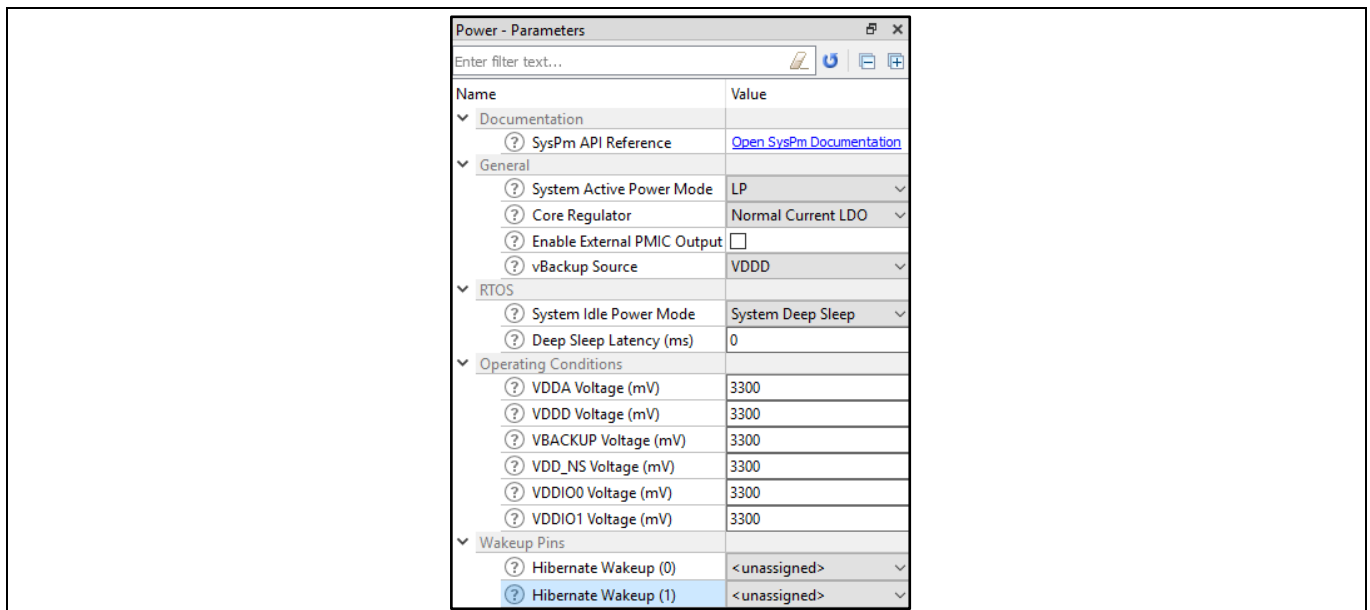 Power - Parameters
Enter filter text...
Name Value
Documentation
SysPm API Reference Open SysPm Documentation
General
System Active Power Mode LP
Core Regulator Normal Current LDO
Enable External PMIC Output
vBackup Source VDDD
RTOS
System Idle Power Mode System Deep Sleep
Deep Sleep Latency (ms) 0
Operating Conditions
VDDA Voltage (mV) 3300
VDDD Voltage (mV) 3300
VBACKUP Voltage (mV) 3300
VDD_NS Voltage (mV) 3300
VDDIO0 Voltage (mV) 3300
VDDIO1 Voltage (mV) 3300
Wakeup Pins
Hibernate Wakeup (0) <unassigned>
Hibernate Wakeup (1) <unassigned>